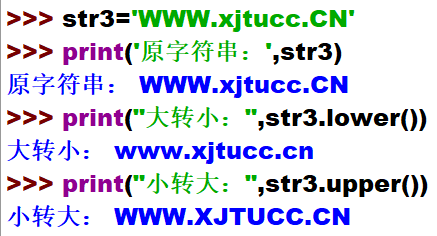 >>> str3='WWW.xjtucc.CN'
>>> print('原字符串：',str3)
原字符串： WWW.xjtucc.CN
>>> print("大转小：",str3.lower())
大转小： www.xjtucc.cn
>>> print("小转大：",str3.upper())
小转大： WWW.XJTUCC.CN